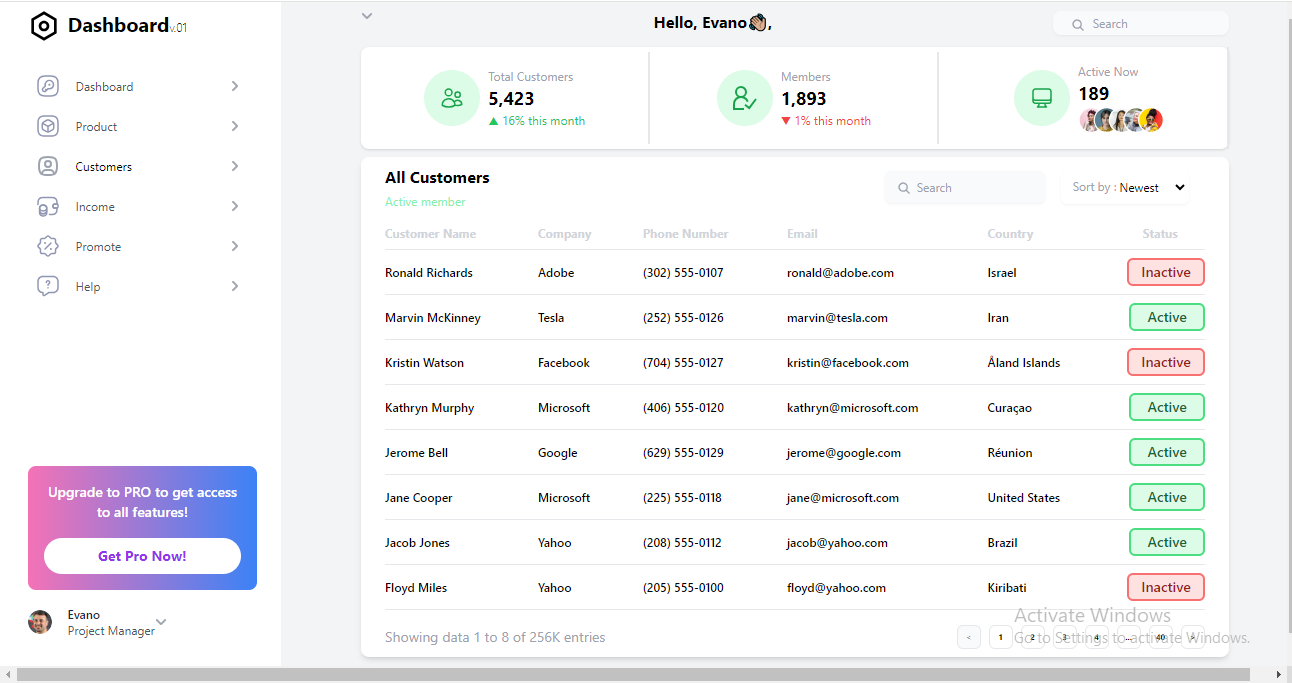 Dashboard v.01
Dashboard
Product
Customers
Income
Promote
Help
Upgrade to PRO to get access
to all features!
Get Pro Now!
Evano
Project Manager
Hello, Evano👋🏽,
Search
Total Customers
5,423
▲ 16% this month
Members
1,893
▼ 1% this month
Active Now
189
All Customers
Active member
Search
Sort by : Newest
Customer Name Company Phone Number Email Country Status
Ronald Richards Adobe (302) 555-0107 ronald@adobe.com Israel Inactive
Marvin McKinney Tesla (252) 555-0126 marvin@tesla.com Iran Active
Kristin Watson Facebook (704) 555-0127 kristin@facebook.com Åland Islands Inactive
Kathryn Murphy Microsoft (406) 555-0120 kathryn@microsoft.com Curaçao Active
Jerome Bell Google (629) 555-0129 jerome@google.com Réunion Active
Jane Cooper Microsoft (225) 555-0118 jane@microsoft.com United States Active
Jacob Jones Yahoo (208) 555-0112 jacob@yahoo.com Brazil Active
Floyd Miles Yahoo (205) 555-0100 floyd@yahoo.com Kiribati Inactive
Showing data 1 to 8 of 256K entries
< 1 2 3 4 ... 40 >
Activate Windows
Go to Settings to activate Windows.